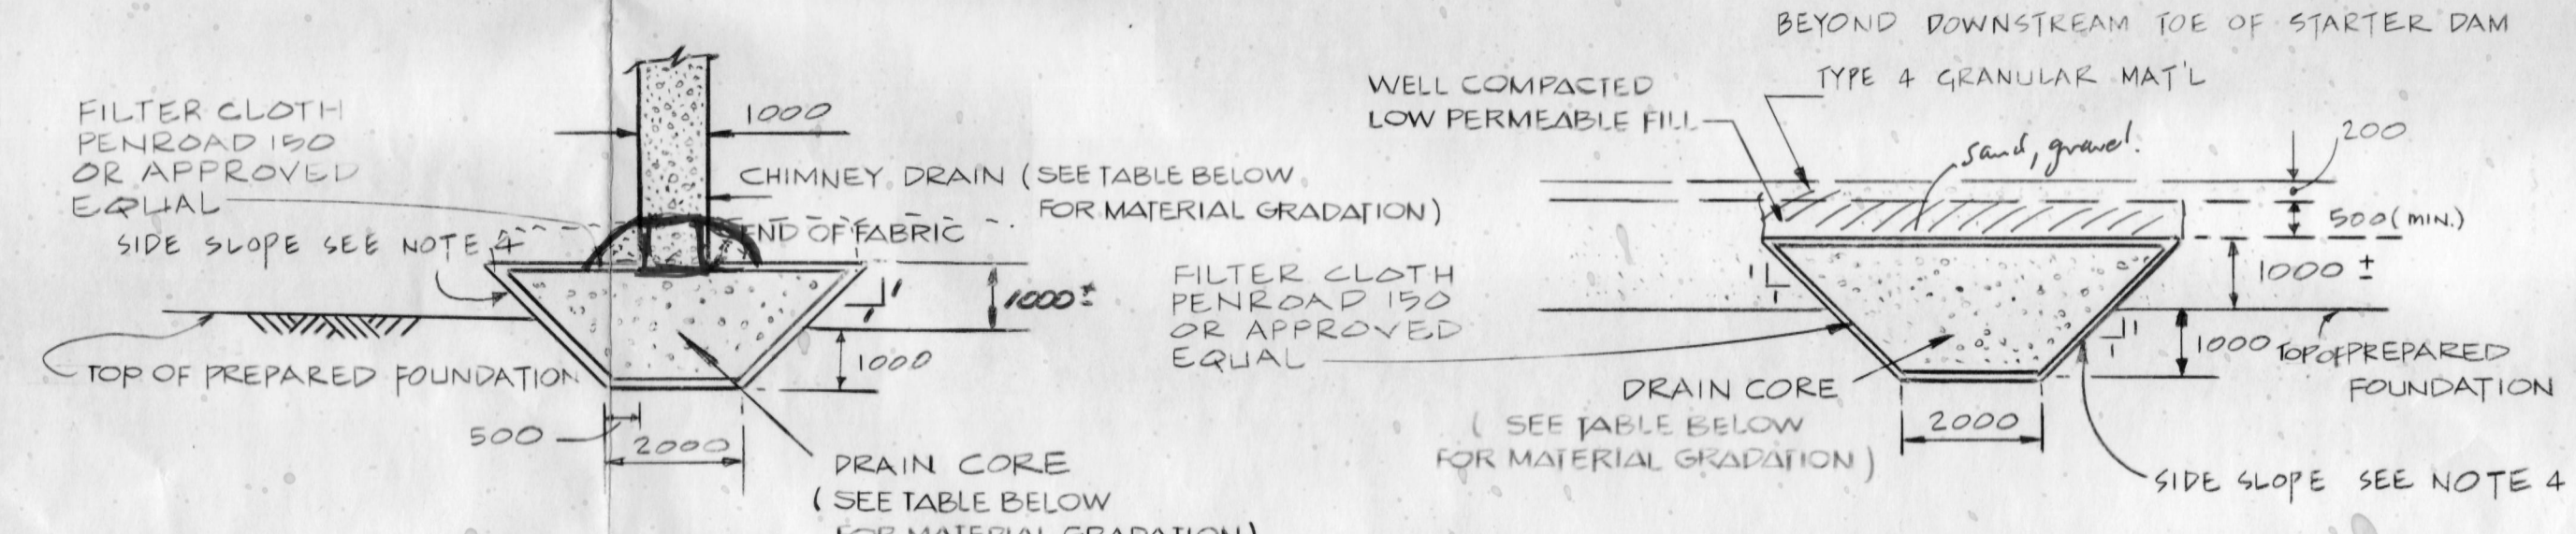 FILTER CLOTH
PENROAD 150
OR APPROVED
EQUAL
SIDE SLOPE SEE NOTE 4
TOP OF PREPARED FOUNDATION
1000
CHIMNEY DRAIN (SEE TABLE BELOW
FOR MATERIAL GRADATION)
END OF FABRIC
1000±
1
1
1000
500
2000
DRAIN CORE
(SEE TABLE BELOW
FOR MATERIAL GRADATION)
BEYOND DOWNSTREAM TOE OF STARTER DAM
TYPE 4 GRANULAR MAT'L
WELL COMPACTED
LOW PERMEABLE FILL
sand, gravel.
200
500 (MIN.)
1000 ±
1
1
FILTER CLOTH
PENROAD 150
OR APPROVED
EQUAL
1
1
1000
TOP OF PREPARED
FOUNDATION
DRAIN CORE
(SEE TABLE BELOW
FOR MATERIAL GRADATION)
2000
SIDE SLOPE SEE NOTE 4